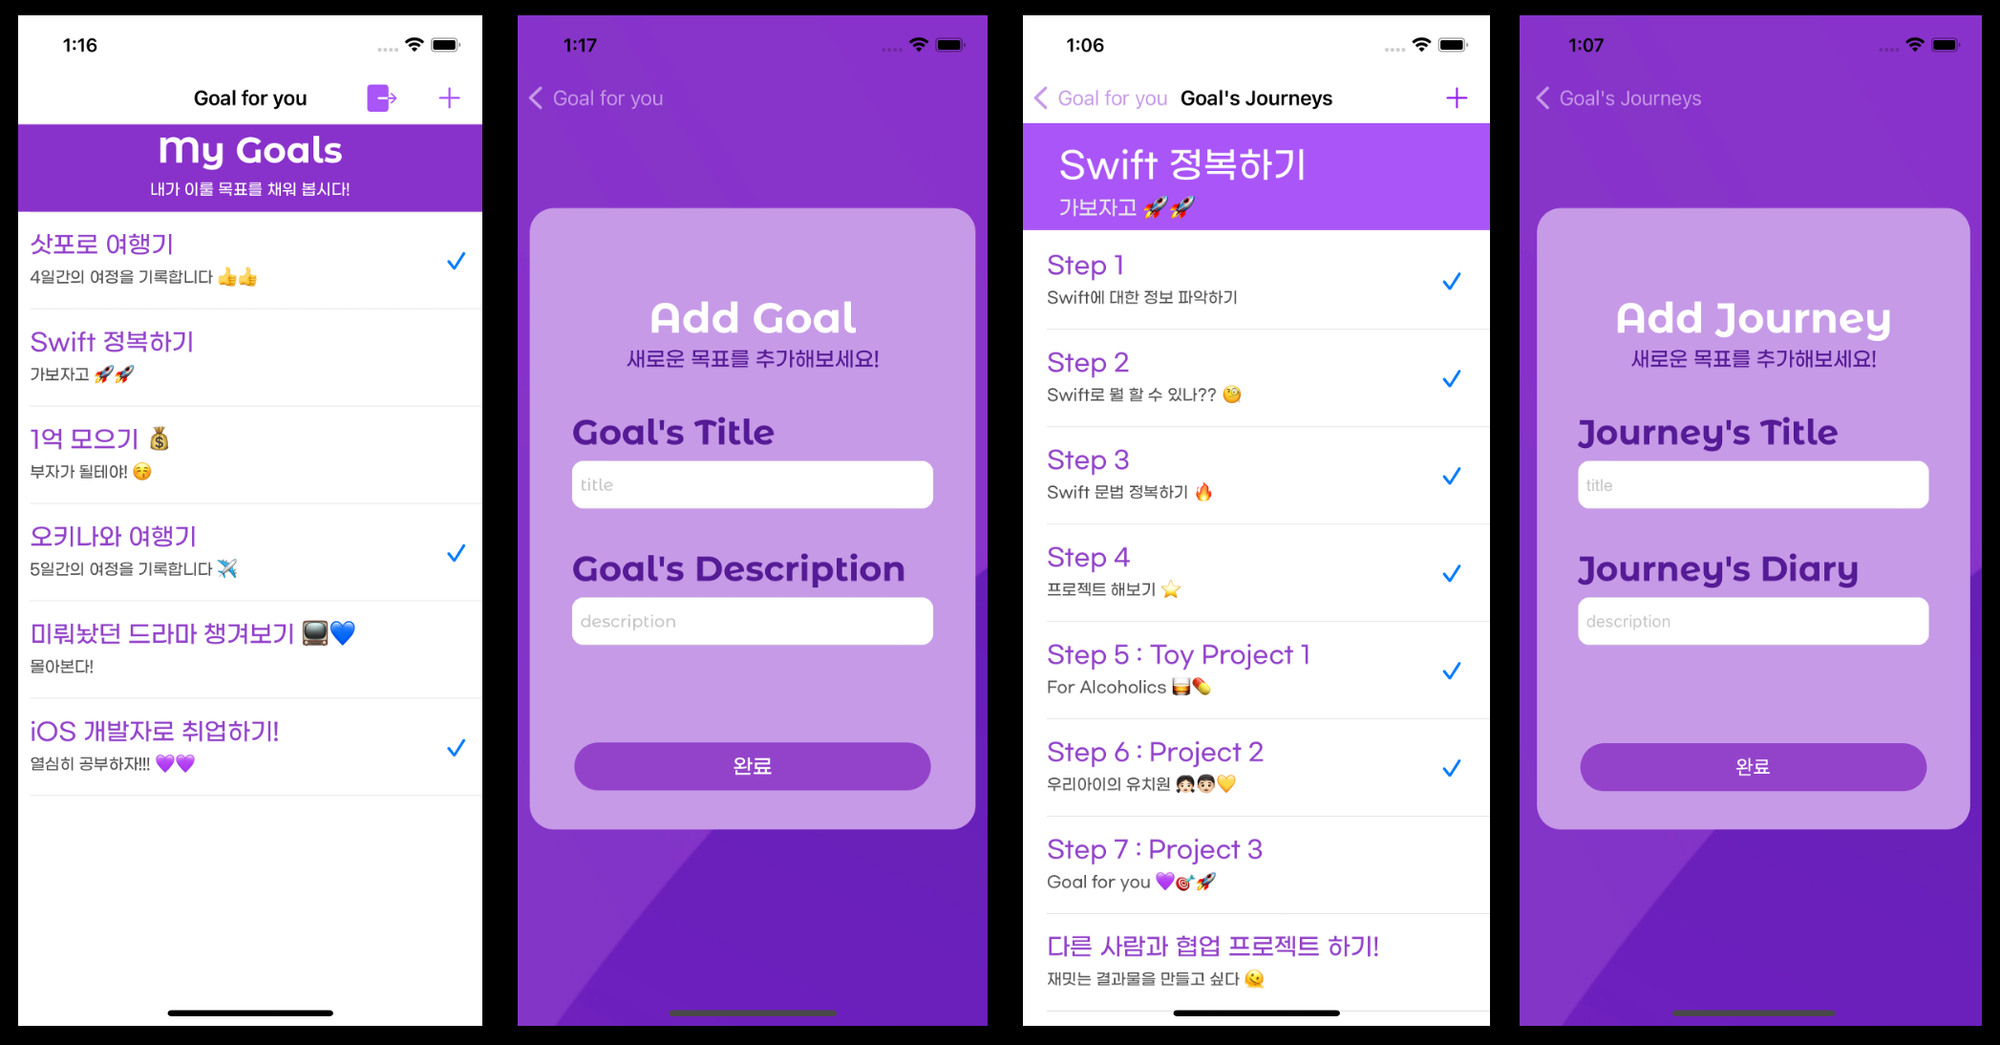 1:16
Goal for you
My Goals
내가 이룰 목표를 채워 봅시다!
삿포로 여행기
4일간의 여정을 기록합니다 👍👍
Swift 정복하기
가보자고 🚀🚀
1억 모으기 💰
부자가 될테야! 😚
오키나와 여행기
5일간의 여정을 기록합니다 ✈️
미뤄놨던 드라마 챙겨보기 📺💙
몰아본다!
iOS 개발자로 취업하기!
열심히 공부하자!!! 💜💜
1:17
Goal for you
Add Goal
새로운 목표를 추가해보세요!
Goal's Title
title
Goal's Description
description
완료
1:06
Goal for you Goal's Journeys
Swift 정복하기
가보자고 🚀🚀
Step 1
Swift에 대한 정보 파악하기
Step 2
Swift로 뭘 할 수 있나?? 🧐
Step 3
Swift 문법 정복하기 🔥
Step 4
프로젝트 해보기 ⭐
Step 5 : Toy Project 1
For Alcoholics 🥃💊
Step 6 : Project 2
우리아이의 유치원 👧🏻👦🏻💛
Step 7 : Project 3
Goal for you 💜🎯🚀
다른 사람과 협업 프로젝트 하기!
재밋는 결과물을 만들고 싶다 🫠
1:07
Goal's Journeys
Add Journey
새로운 목표를 추가해보세요!
Journey's Title
title
Journey's Diary
description
완료